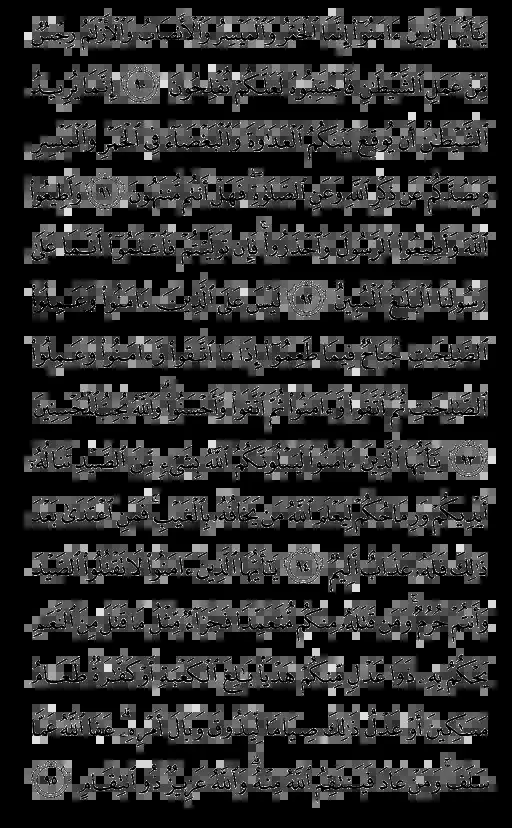 يَٰٓأَيُّهَا ٱلَّذِينَ ءَامَنُوٓا۟ إِنَّمَا ٱلْخَمْرُ وَٱلْمَيْسِرُ وَٱلْأَنصَابُ وَٱلْأَزْلَٰمُ رِجْسٌ
مِّنْ عَمَلِ ٱلشَّيْطَٰنِ فَٱجْتَنِبُوهُ لَعَلَّكُمْ تُفْلِحُونَ ٩٠ إِنَّمَا يُرِيدُ
ٱلشَّيْطَٰنُ أَن يُوقِعَ بَيْنَكُمُ ٱلْعَدَٰوَةَ وَٱلْبَغْضَآءَ فِى ٱلْخَمْرِ وَٱلْمَيْسِرِ
وَيَصُدَّكُمْ عَن ذِكْرِ ٱللَّهِ وَعَنِ ٱلصَّلَوٰةِ فَهَلْ أَنتُم مُّنتَهُونَ ٩١ وَأَطِيعُوا۟
ٱللَّهَ وَأَطِيعُوا۟ ٱلرَّسُولَ وَٱحْذَرُوا۟ فَإِن تَوَلَّيْتُمْ فَٱعْلَمُوٓا۟ أَنَّمَا عَلَىٰ
رَسُولِنَا ٱلْبَلَٰغُ ٱلْمُبِينُ ٩٢ لَيْسَ عَلَى ٱلَّذِينَ ءَامَنُوا۟ وَعَمِلُوا۟
ٱلصَّٰلِحَٰتِ جُنَاحٌ فِيمَا طَعِمُوٓا۟ إِذَا مَا ٱتَّقَوا۟ وَّءَامَنُوا۟ وَعَمِلُوا۟
ٱلصَّٰلِحَٰتِ ثُمَّ ٱتَّقَوا۟ وَّءَامَنُوا۟ ثُمَّ ٱتَّقَوا۟ وَّأَحْسَنُوا۟ وَٱللَّهُ يُحِبُّ ٱلْمُحْسِنِينَ
٩٣ يَٰٓأَيُّهَا ٱلَّذِينَ ءَامَنُوا۟ لَيَبْلُوَنَّكُمُ ٱللَّهُ بِشَىْءٍ مِّنَ ٱلصَّيْدِ تَنَالُهُۥٓ
أَيْدِيكُمْ وَرِمَاحُكُمْ لِيَعْلَمَ ٱللَّهُ مَن يَخَافُهُۥ بِٱلْغَيْبِ فَمَنِ ٱعْتَدَىٰ بَعْدَ
ذَٰلِكَ فَلَهُۥ عَذَابٌ أَلِيمٌ ٩٤ يَٰٓأَيُّهَا ٱلَّذِينَ ءَامَنُوا۟ لَا تَقْتُلُوا۟ ٱلصَّيْدَ
وَأَنتُمْ حُرُمٌ وَمَن قَتَلَهُۥ مِنكُم مُّتَعَمِّدًا فَجَزَآءٌ مِّثْلُ مَا قَتَلَ مِنَ ٱلنَّعَمِ
يَحْكُمُ بِهِۦ ذَوَا عَدْلٍ مِّنكُمْ هَدْيًۢا بَٰلِغَ ٱلْكَعْبَةِ أَوْ كَفَّٰرَةٌ طَعَامُ
مَسَٰكِينَ أَوْ عَدْلُ ذَٰلِكَ صِيَامًا لِّيَذُوقَ وَبَالَ أَمْرِهِۦ عَفَا ٱللَّهُ عَمَّا
سَلَفَ وَمَنْ عَادَ فَيَنتَقِمُ ٱللَّهُ مِنْهُ وَٱللَّهُ عَزِيزٌ ذُو ٱنتِقَامٍ ٩٥